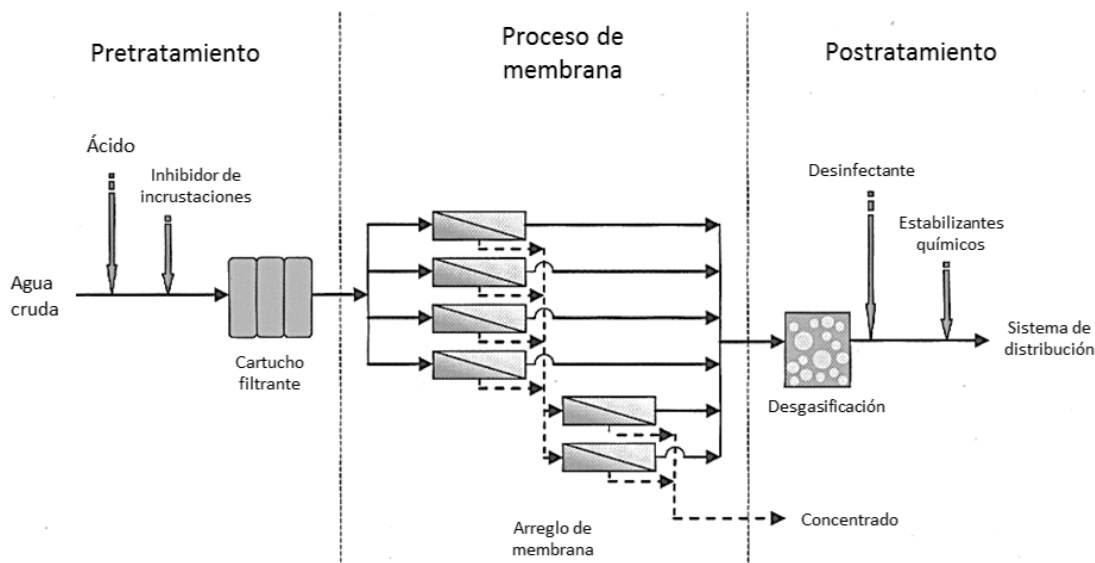 Pretratamiento
Proceso de
membrana
Postratamiento
Ácido
Inhibidor de
incrustaciones
Agua
cruda
Cartucho
filtrante
Arreglo de
membrana
Desinfectante
Estabilizantes
químicos
Desgasificación
Sistema de
distribución
Concentrado